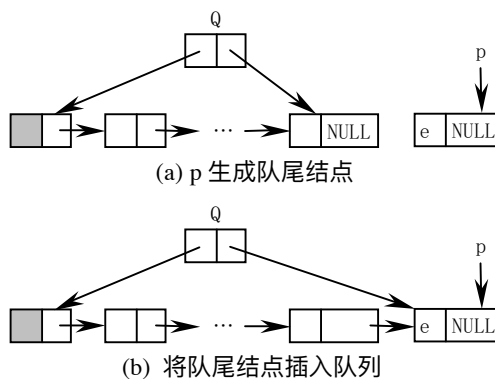 Q
p
… NULL e NULL
(a) p 生成队尾结点
Q
p
… e NULL
(b) 将队尾结点插入队列